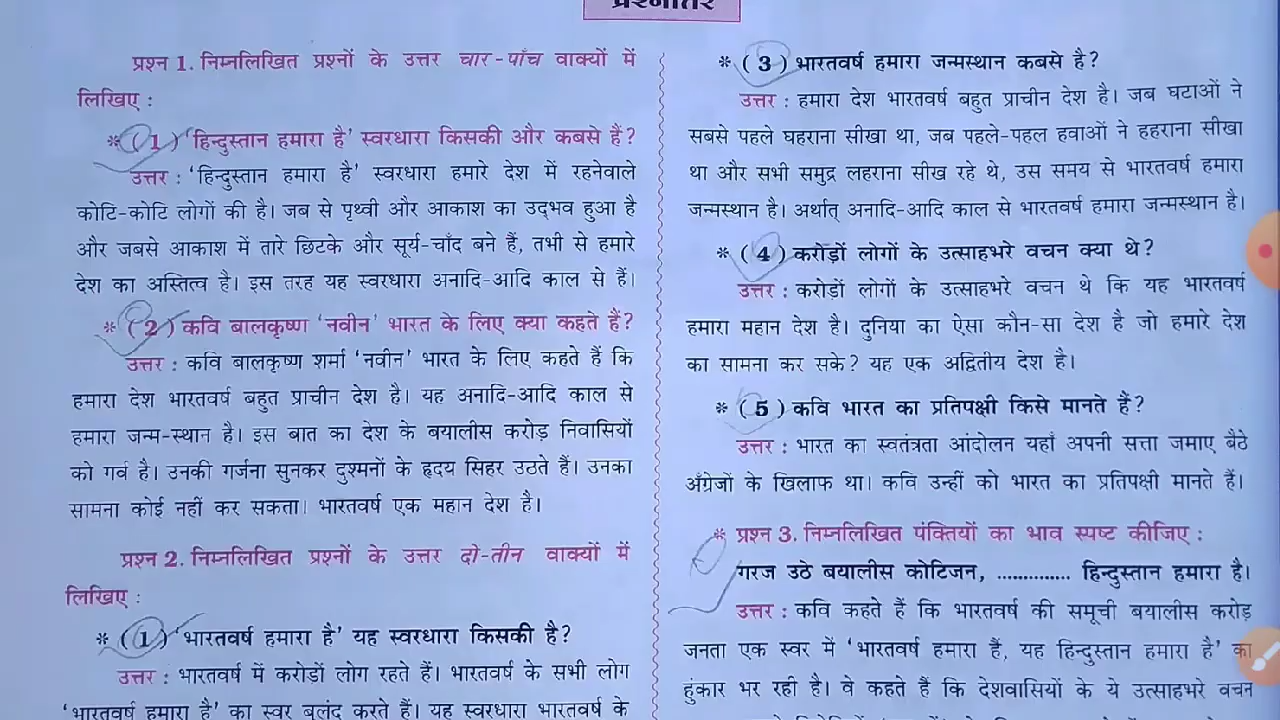 प्रश्नोत्तर
प्रश्न 1. निम्नलिखित प्रश्नों के उत्तर चार-पाँच वाक्यों में
लिखिए :
* (1) 'हिन्दुस्तान हमारा है' स्वरधारा किसकी और कबसे हैं?
उत्तर : 'हिन्दुस्तान हमारा है' स्वरधारा हमारे देश में रहनेवाले
कोटि-कोटि लोगों की है। जब से पृथ्वी और आकाश का उद्भव हुआ है
और जबसे आकाश में तारे छिटके और सूर्य-चाँद बने हैं, तभी से हमारे
देश का अस्तित्व है। इस तरह यह स्वरधारा अनादि-आदि काल से हैं।
* (2) कवि बालकृष्ण 'नवीन' भारत के लिए क्या कहते हैं?
उत्तर : कवि बालकृष्ण शर्मा 'नवीन' भारत के लिए कहते हैं कि
हमारा देश भारतवर्ष बहुत प्राचीन देश है। यह अनादि-आदि काल से
हमारा जन्म-स्थान है। इस बात का देश के बयालीस करोड़ निवासियों
को गर्व है। उनकी गर्जना सुनकर दुश्मनों के हृदय सिहर उठते हैं। उनका
सामना कोई नहीं कर सकता। भारतवर्ष एक महान देश है।
प्रश्न 2. निम्नलिखित प्रश्नों के उत्तर दो-तीन वाक्यों में
लिखिए :
* (1) 'भारतवर्ष हमारा है' यह स्वरधारा किसकी है?
उत्तर : भारतवर्ष में करोडों लोग रहते हैं। भारतवर्ष के सभी लोग
'भारतवर्ष हमारा है' का स्वर बुलंद करते हैं। यह स्वरधारा भारतवर्ष के
* (3) भारतवर्ष हमारा जन्मस्थान कबसे है?
उत्तर : हमारा देश भारतवर्ष बहुत प्राचीन देश है। जब घटाओं ने
सबसे पहले घहराना सीखा था, जब पहले-पहल हवाओं ने हहराना सीखा
था और सभी समुद्र लहराना सीख रहे थे, उस समय से भारतवर्ष हमारा
जन्मस्थान है। अर्थात् अनादि-आदि काल से भारतवर्ष हमारा जन्मस्थान है।
* (4) करोड़ों लोगों के उत्साहभरे वचन क्या थे?
उत्तर : करोड़ों लोगों के उत्साहभरे वचन थे कि यह भारतवर्ष
हमारा महान देश है। दुनिया का ऐसा कौन-सा देश है जो हमारे देश
का सामना कर सके? यह एक अद्वितीय देश है।
* (5) कवि भारत का प्रतिपक्षी किसे मानते हैं?
उत्तर : भारत का स्वतंत्रता आंदोलन यहाँ अपनी सत्ता जमाए बैठे
अँग्रेजों के खिलाफ था। कवि उन्हीं को भारत का प्रतिपक्षी मानते हैं।
* प्रश्न 3. निम्नलिखित पंक्तियों का भाव स्पष्ट कीजिए :
गरज उठे बयालीस कोटिजन, .............. हिन्दुस्तान हमारा है।
उत्तर : कवि कहते हैं कि भारतवर्ष की समूची बयालीस करोड़
जनता एक स्वर में 'भारतवर्ष हमारा हैं, यह हिन्दुस्तान हमारा है' का
हुंकार भर रही है। वे कहते हैं कि देशवासियों के ये उत्साहभरे वचन